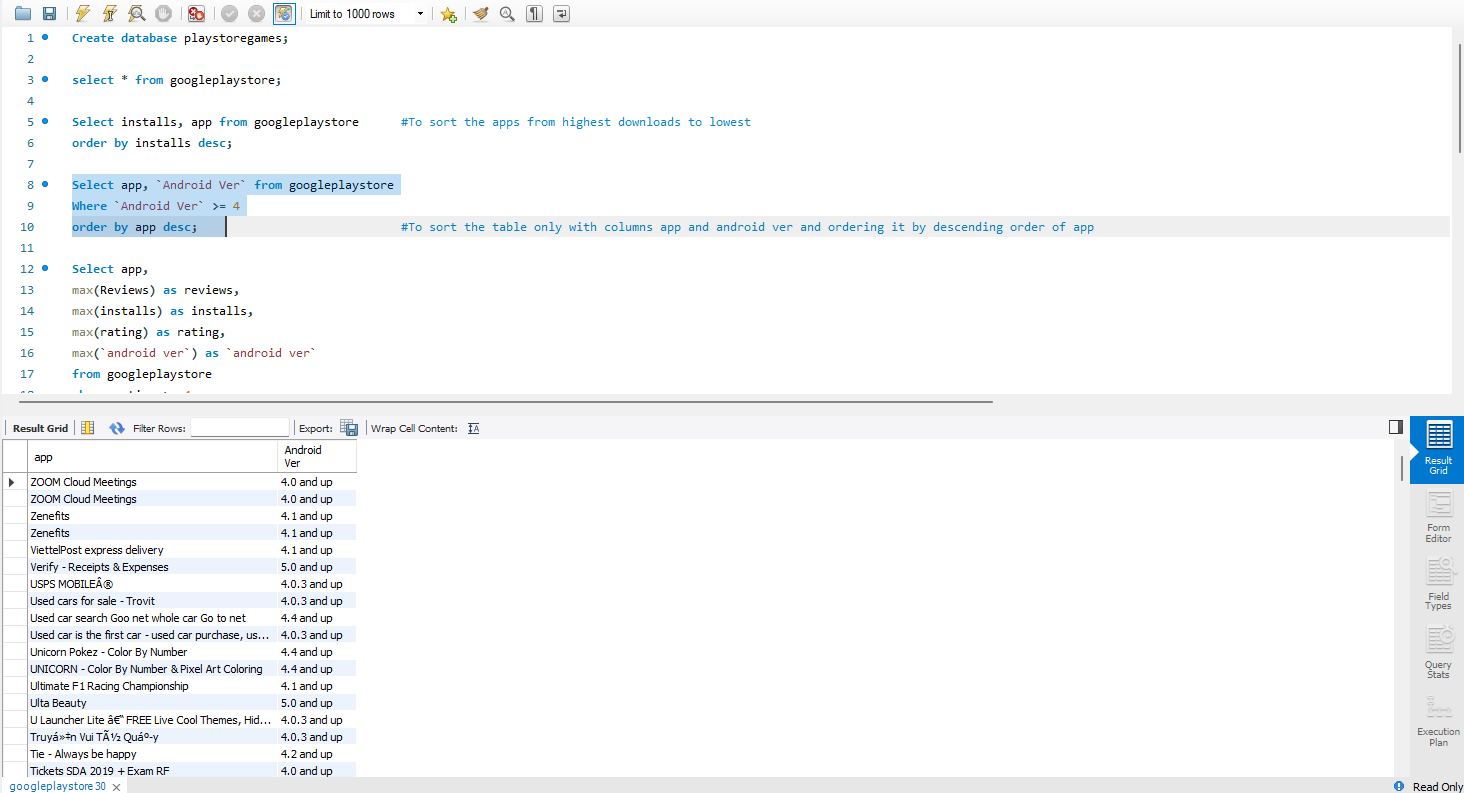 Limit to 1000 rows
1 Create database playstoregames;
2
3 select * from googleplaystore;
4
5 Select installs, app from googleplaystore #To sort the apps from highest downloads to lowest
6 order by installs desc;
7
8 Select app, `Android Ver` from googleplaystore
9 Where `Android Ver` >= 4
10 order by app desc; #To sort the table only with columns app and android ver and ordering it by descending order of app
11
12 Select app,
13 max(Reviews) as reviews,
14 max(installs) as installs,
15 max(rating) as rating,
16 max(`android ver`) as `android ver`
17 from googleplaystore
Result Grid Filter Rows: Export: Wrap Cell Content:
app Android Ver
ZOOM Cloud Meetings 4.0 and up
ZOOM Cloud Meetings 4.0 and up
Zenefits 4.1 and up
Zenefits 4.1 and up
ViettelPost express delivery 4.1 and up
Verify - Receipts & Expenses 5.0 and up
USPS MOBILEÂ® 4.0.3 and up
Used cars for sale - Trovit 4.0.3 and up
Used car search Goo net whole car Go to net 4.4 and up
Used car is the first car - used car purchase, us... 4.0.3 and up
Unicorn Pokez - Color By Number 4.4 and up
UNICORN - Color By Number & Pixel Art Coloring 4.4 and up
Ultimate F1 Racing Championship 4.1 and up
Ulta Beauty 5.0 and up
U Launcher Lite â€“ FREE Live Cool Themes, Hid... 4.0.3 and up
Truyá»‡n Vui TÃ½ Quáº­y 4.0.3 and up
Tie - Always be happy 4.2 and up
Tickets SDA 2019 + Exam RF 4.0 and up
Result Grid
Form Editor
Field Types
Query Stats
Execution Plan
googleplaystore 30
Read Only